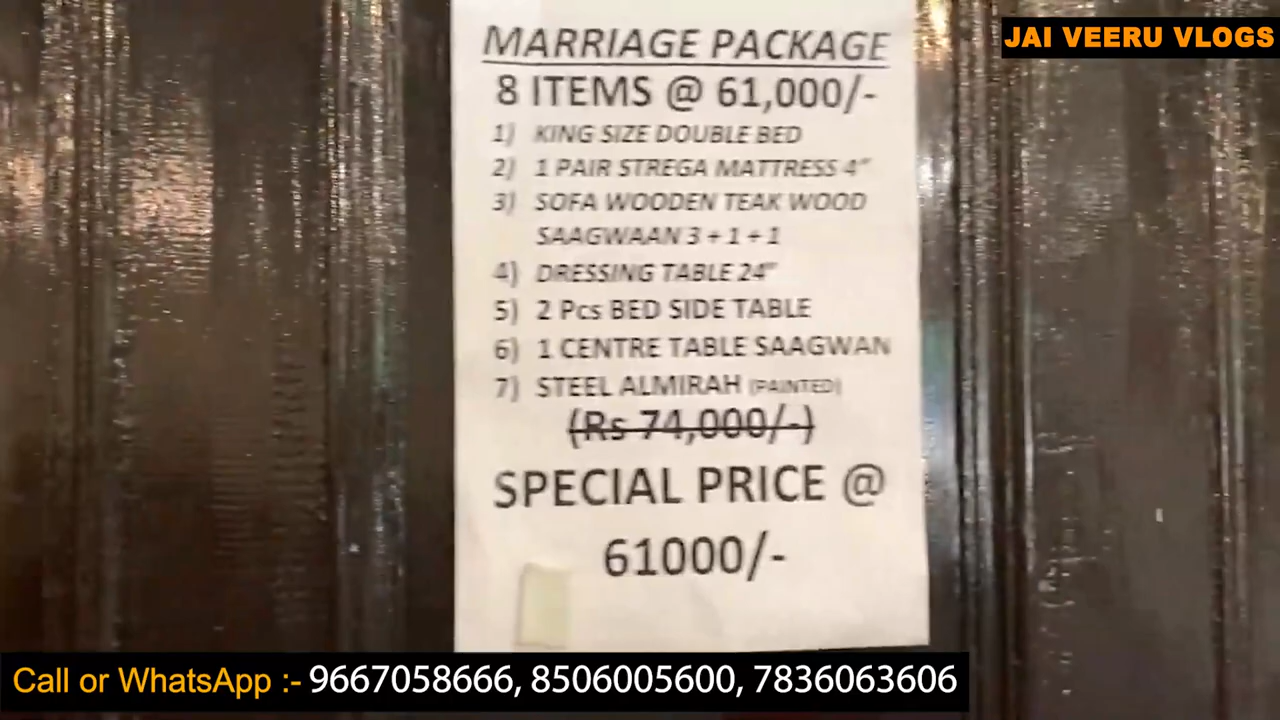 JAI VEERU VLOGS
MARRIAGE PACKAGE
8 ITEMS @ 61,000/-
1) KING SIZE DOUBLE BED
2) 1 PAIR STREGA MATTRESS 4"
3) SOFA WOODEN TEAK WOOD
SAAGWAAN 3 + 1 + 1
4) DRESSING TABLE 24"
5) 2 Pcs BED SIDE TABLE
6) 1 CENTRE TABLE SAAGWAN
7) STEEL ALMIRAH (PAINTED)
(Rs 74,000/-)
SPECIAL PRICE @
61000/-
Call or WhatsApp :- 9667058666, 8506005600, 7836063606